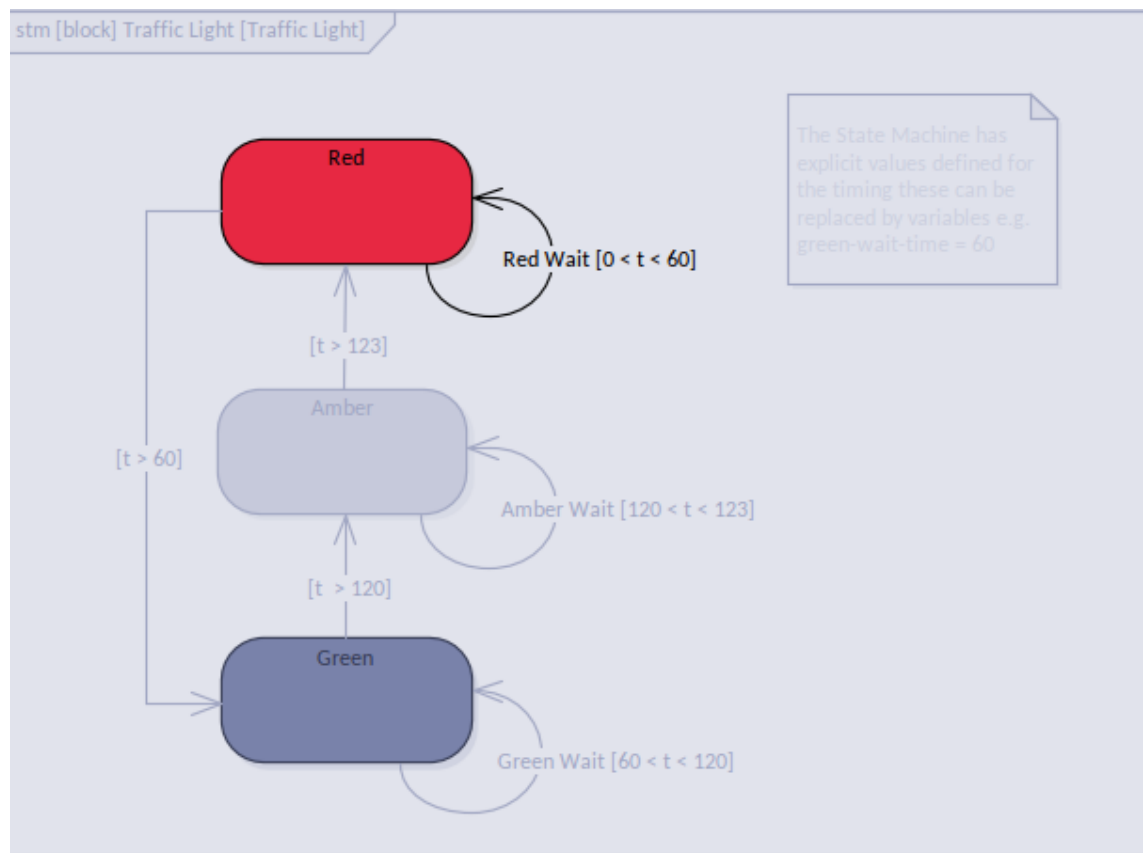 stm [block] Traffic Light [Traffic Light]
The State Machine has
explicit values defined for
the timing these can be
replaced by variables e.g.
green-wait-time = 60
Red
Red Wait [0 < t < 60]
[t > 123]
Amber
[t > 60]
Amber Wait [120 < t < 123]
[t  > 120]
Green
Green Wait [60 < t < 120]